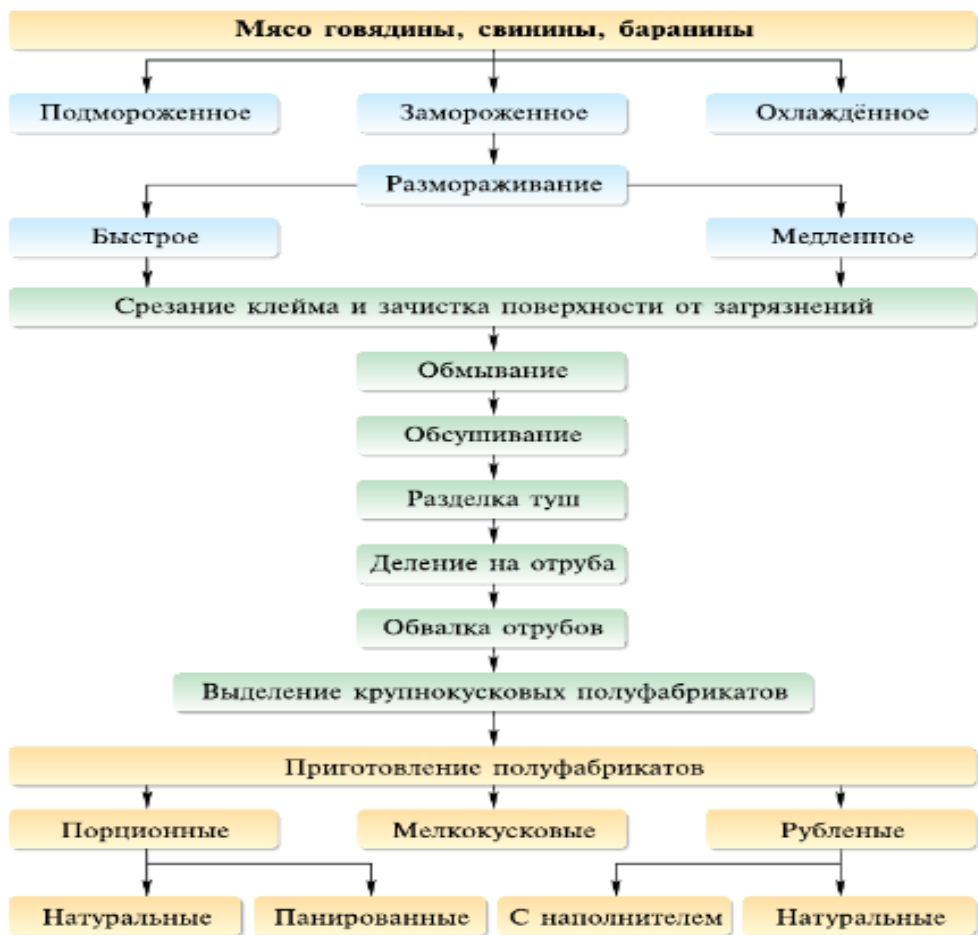 Мясо говядины, свинины, баранины
Подмороженное
Замороженное
Охлаждённое
Размораживание
Быстрое
Медленное
Срезание клейма и зачистка поверхности от загрязнений
Обмывание
Обсушивание
Разделка туш
Деление на отруба
Обвалка отрубов
Выделение крупнокусковых полуфабрикатов
Приготовление полуфабрикатов
Порционные
Мелкокусковые
Рубленые
Натуральные
Панированные
С наполнителем
Натуральные